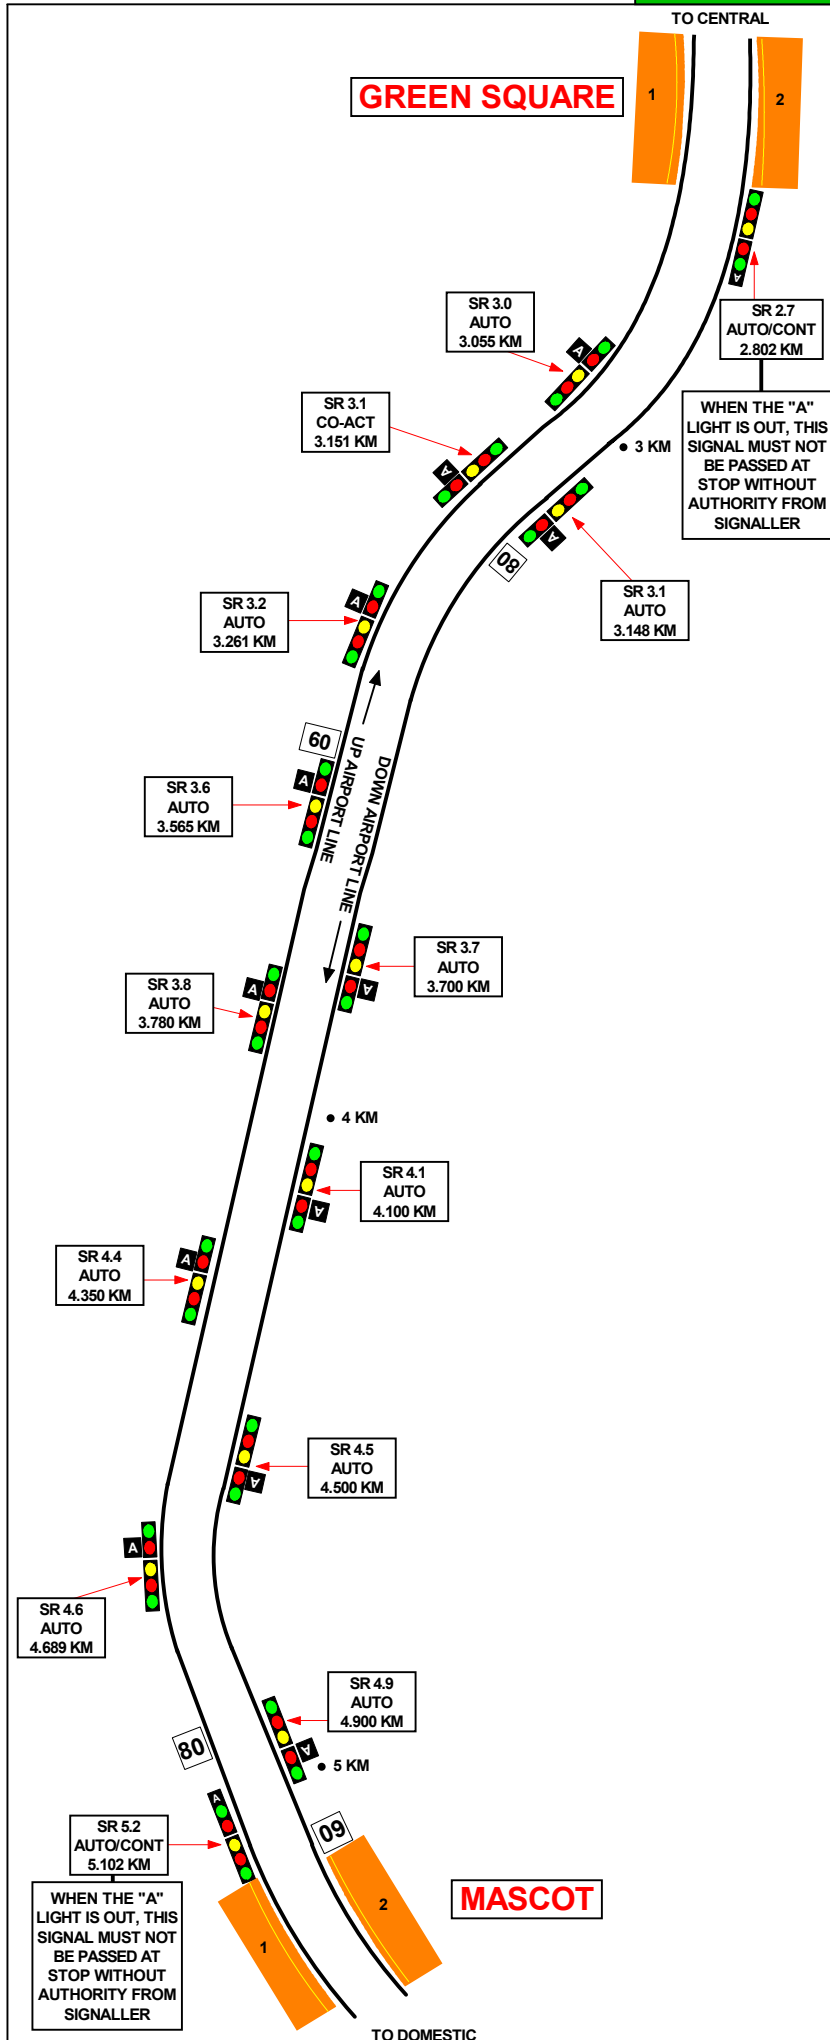 TO CENTRAL
GREEN SQUARE
1
2
SR 3.0
AUTO
3.055 KM
A
A
SR 2.7
AUTO/CONT
2.802 KM
WHEN THE "A"
LIGHT IS OUT, THIS
SIGNAL MUST NOT
BE PASSED AT
STOP WITHOUT
AUTHORITY FROM
SIGNALLER
SR 3.1
CO-ACT
3.151 KM
A
3 KM
A
80
SR 3.1
AUTO
3.148 KM
SR 3.2
AUTO
3.261 KM
A
60
UP AIRPORT LINE
DOWN AIRPORT LINE
SR 3.6
AUTO
3.565 KM
A
SR 3.7
AUTO
3.700 KM
A
SR 3.8
AUTO
3.780 KM
A
4 KM
SR 4.1
AUTO
4.100 KM
A
SR 4.4
AUTO
4.350 KM
A
SR 4.5
AUTO
4.500 KM
A
A
SR 4.6
AUTO
4.689 KM
SR 4.9
AUTO
4.900 KM
A
80
5 KM
A
SR 5.2
AUTO/CONT
5.102 KM
60
WHEN THE "A"
LIGHT IS OUT, THIS
SIGNAL MUST NOT
BE PASSED AT
STOP WITHOUT
AUTHORITY FROM
SIGNALLER
MASCOT
1
2
TO DOMESTIC